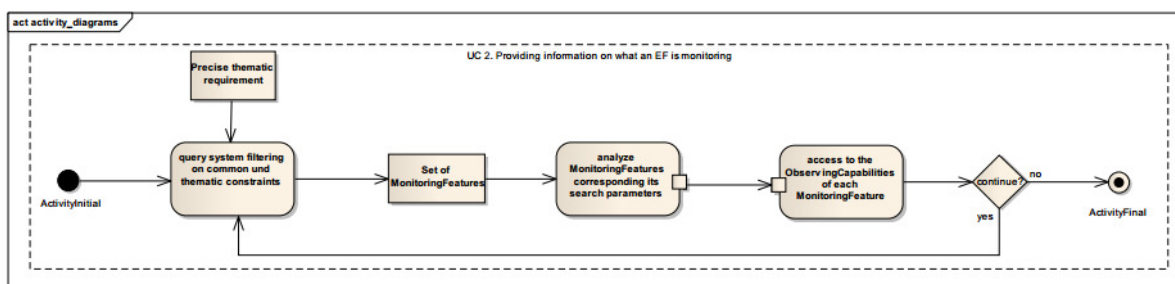 act activity_diagrams
UC 2. Providing information on what an EF is monitoring
Precise thematic
requirement
query system filtering
on common und
thematic constraints
Set of
MonitoringFeatures
analyze
MonitoringFeatures
corresponding its
search parameters
access to the
ObservingCapabilities
of each
MonitoringFeature
continue?
no
yes
ActivityInitial
ActivityFinal